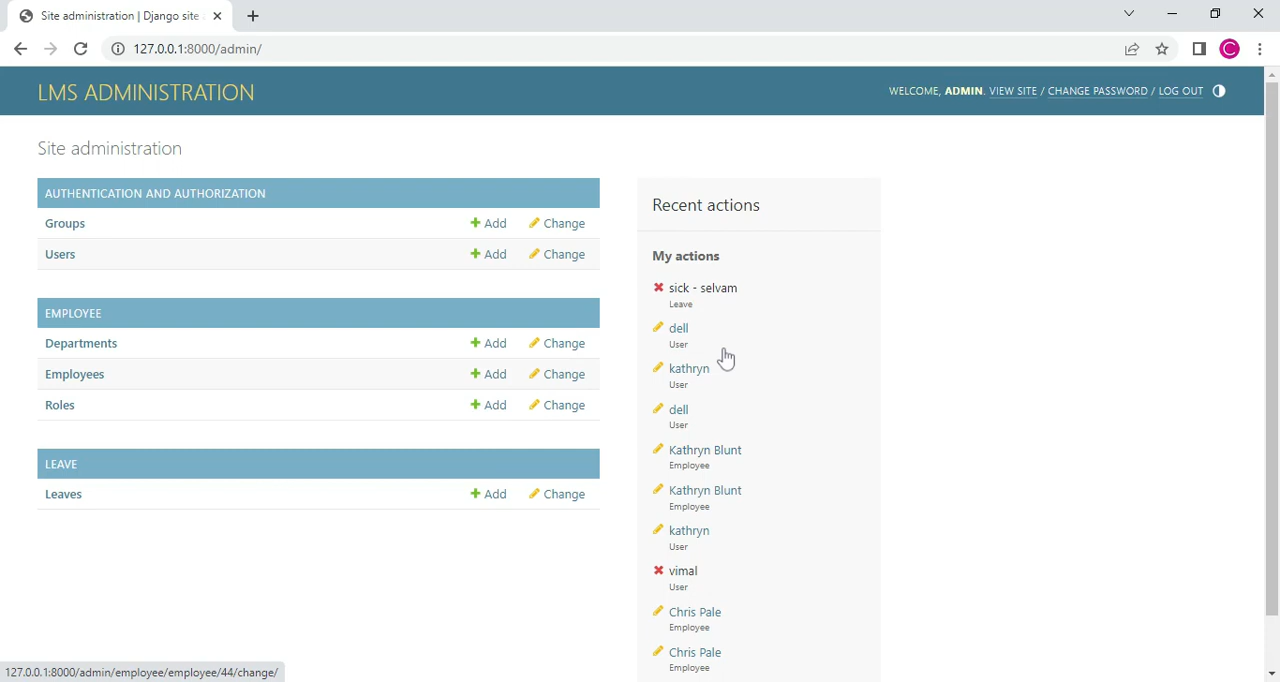 Site administration | Django site
127.0.0.1:8000/admin/
C
LMS ADMINISTRATION
WELCOME, ADMIN. VIEW SITE / CHANGE PASSWORD / LOG OUT
Site administration
AUTHENTICATION AND AUTHORIZATION
Groups Add Change
Users Add Change
EMPLOYEE
Departments Add Change
Employees Add Change
Roles Add Change
LEAVE
Leaves Add Change
Recent actions
My actions
sick - selvam
Leave
dell
User
kathryn
User
dell
User
Kathryn Blunt
Employee
Kathryn Blunt
Employee
kathryn
User
vimal
User
Chris Pale
Employee
Chris Pale
Employee
127.0.0.1:8000/admin/employee/employee/44/change/